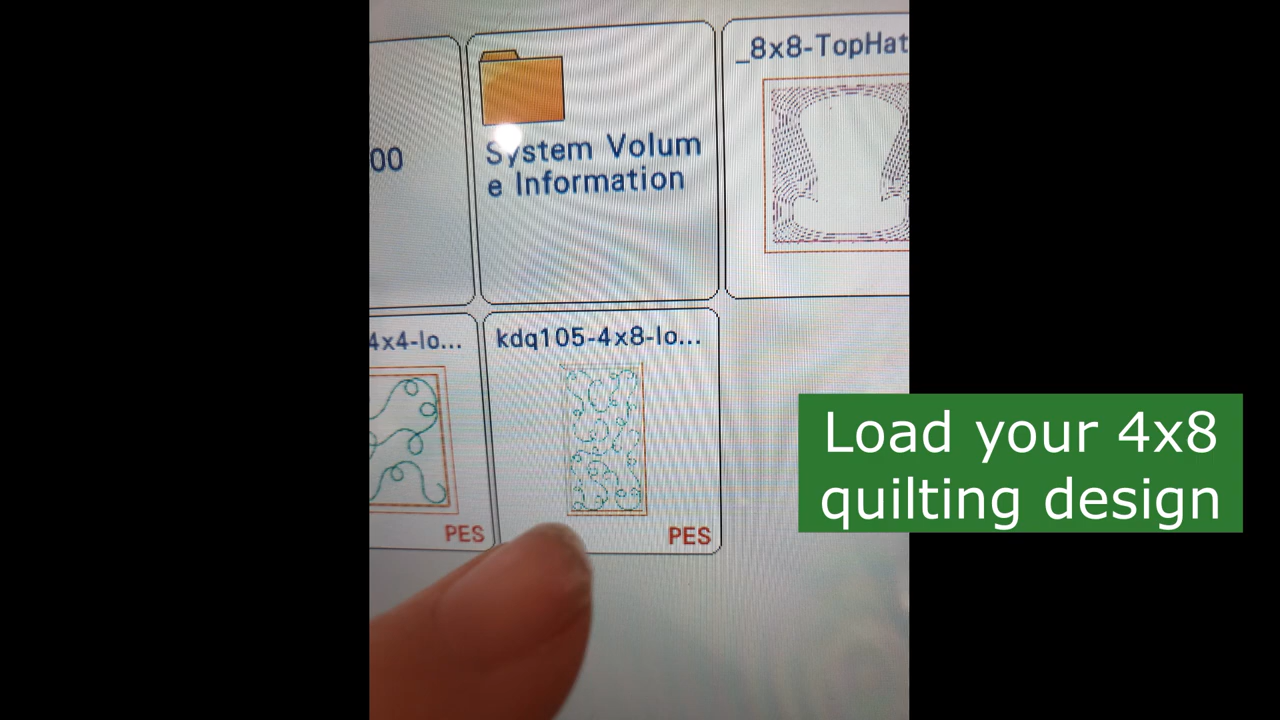 _8x8-TopHat
00
System Volum
e Information
4x4-lo...
kdq105-4x8-lo...
PES
PES
Load your 4x8
quilting design